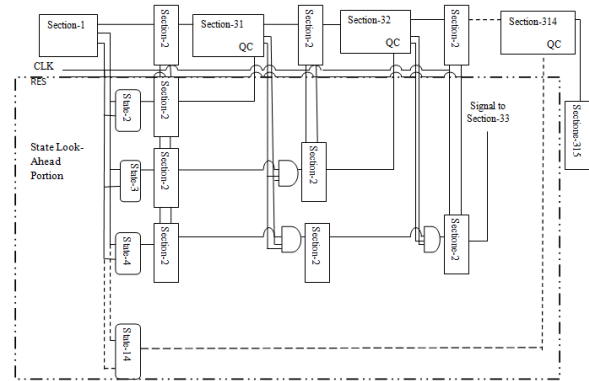 Section-1
Section-2
Section-31
QC
Section-2
Section-32
QC
Section-2
Section-314
QC
CLK
RES
State-2
Section-2
Signal to
Section-33
Sectione-315
State Look-
Ahead
Portion
State-3
Section-2
Section-2
State-4
Section-2
Section-2
Sectione-2
State-14